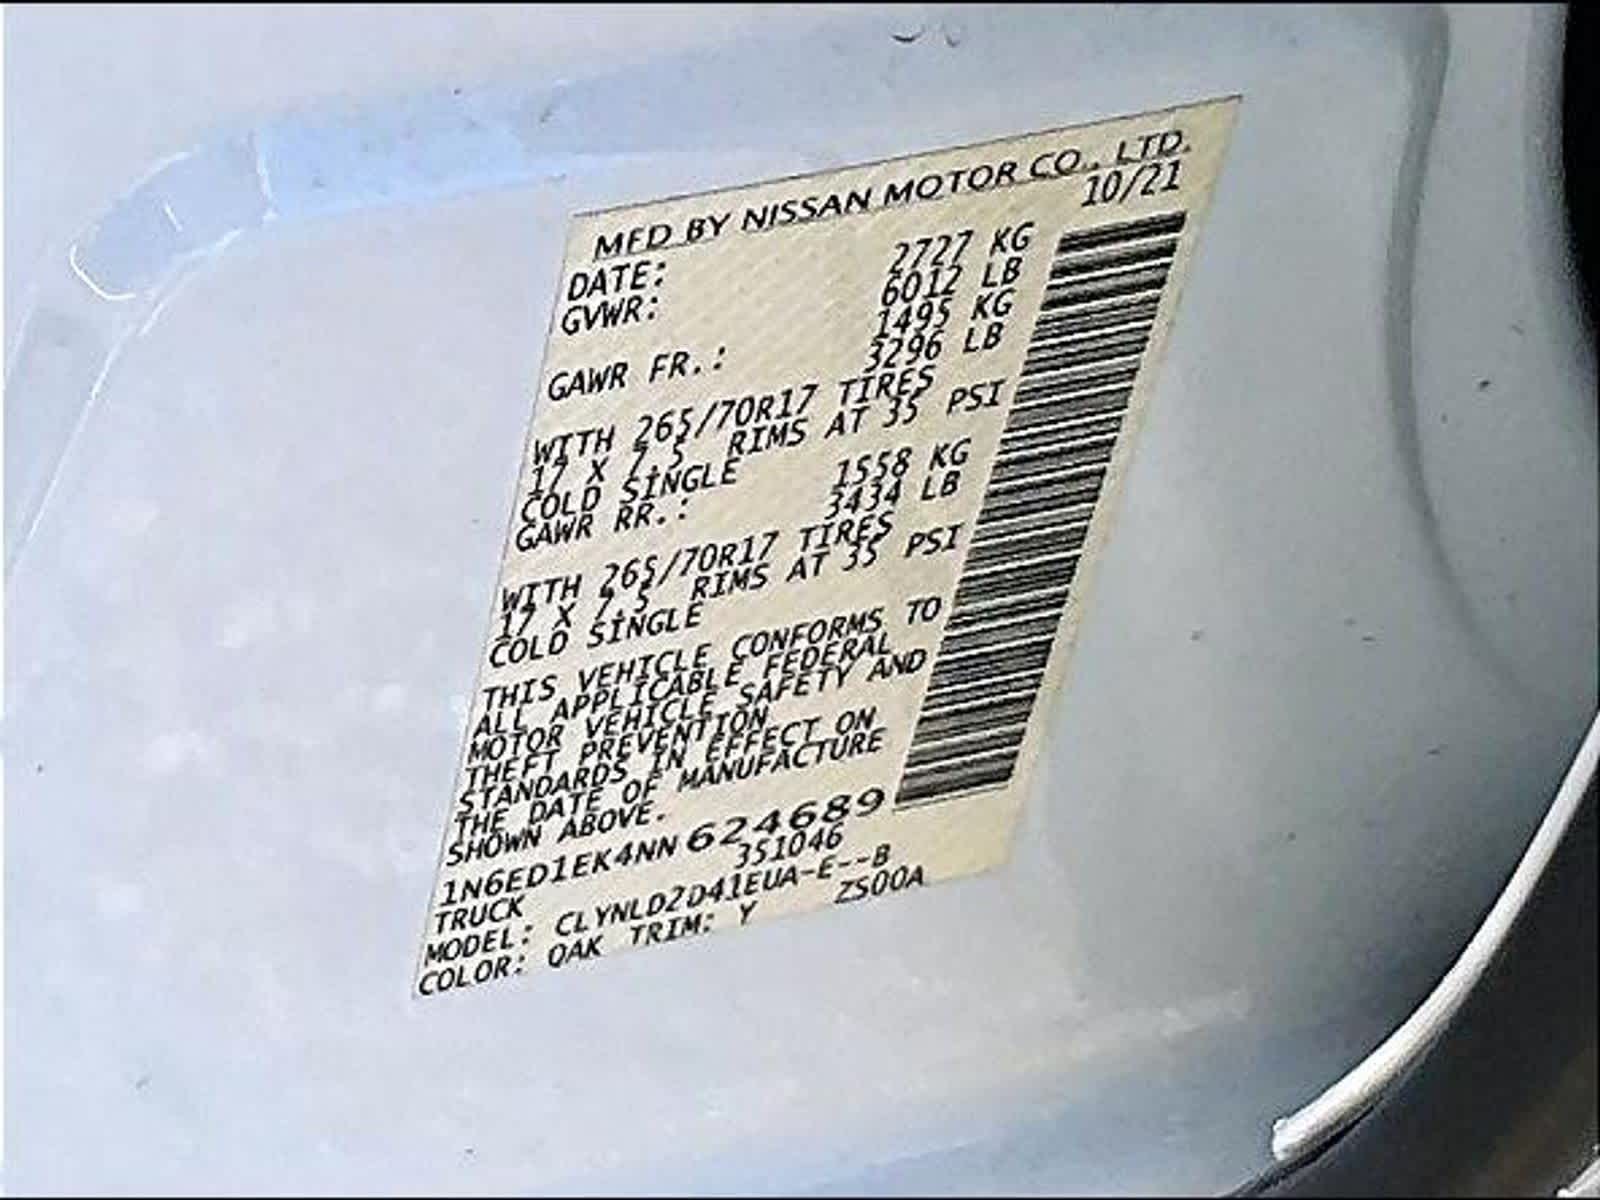 MFD BY NISSAN MOTOR CO., LTD.
DATE: 10/21
GVWR: 2727 KG
6012 LB
GAWR FR.: 1495 KG
3296 LB
WITH 265/70R17 TIRES
17 X 7.5 RIMS AT 35 PSI
COLD SINGLE
GAWR RR.: 1558 KG
3434 LB
WITH 265/70R17 TIRES
17 X 7.5 RIMS AT 35 PSI
COLD SINGLE
THIS VEHICLE CONFORMS TO
ALL APPLICABLE FEDERAL
MOTOR VEHICLE SAFETY AND
THEFT PREVENTION
STANDARDS IN EFFECT ON
THE DATE OF MANUFACTURE
SHOWN ABOVE.
1N6ED1EK4NN624689
TRUCK 351046
MODEL: CLYNLD2D41EUA-E--B
COLOR: QAK TRIM: Y ZS00A